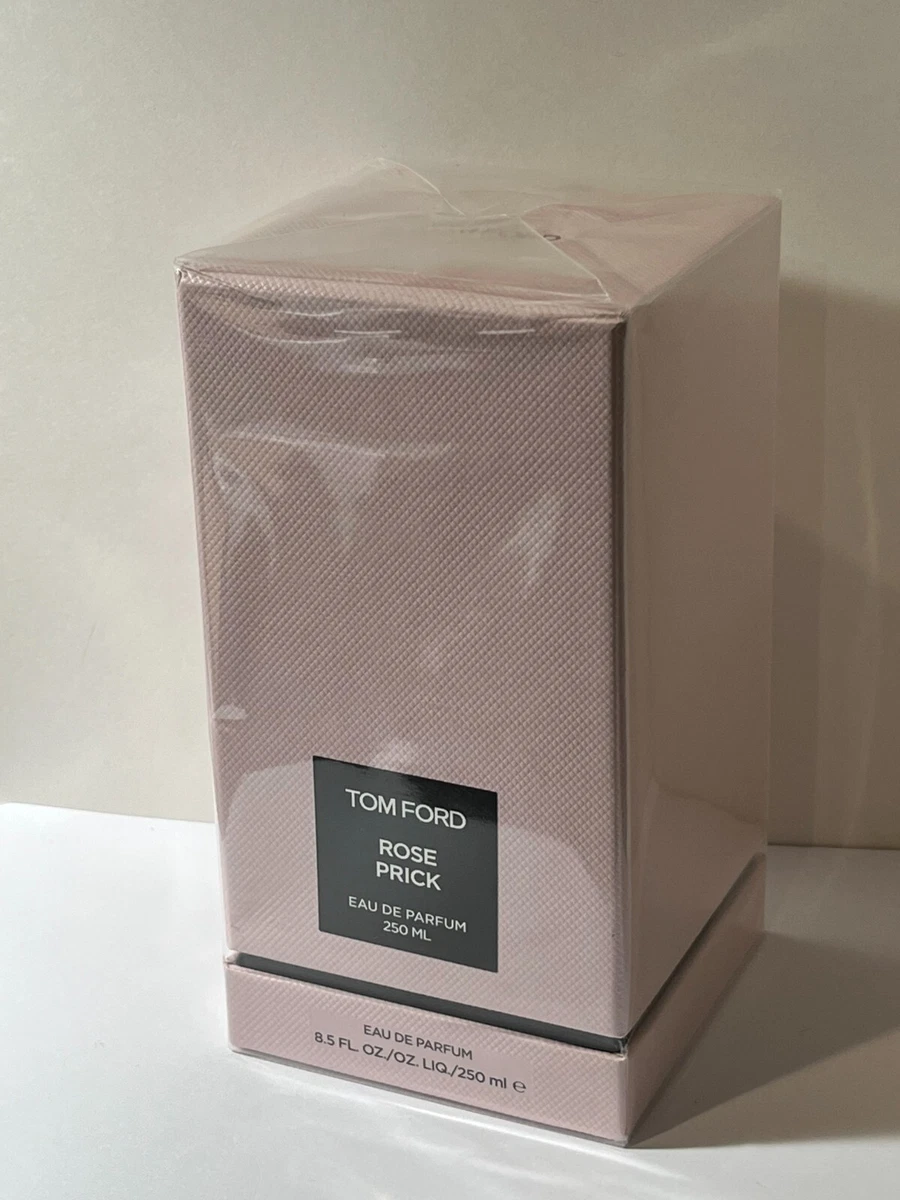 TOM FORD
ROSE
PRICK
EAU DE PARFUM
250 ML
EAU DE PARFUM
8.5 FL. OZ./OZ. LIQ./250 ml ℮